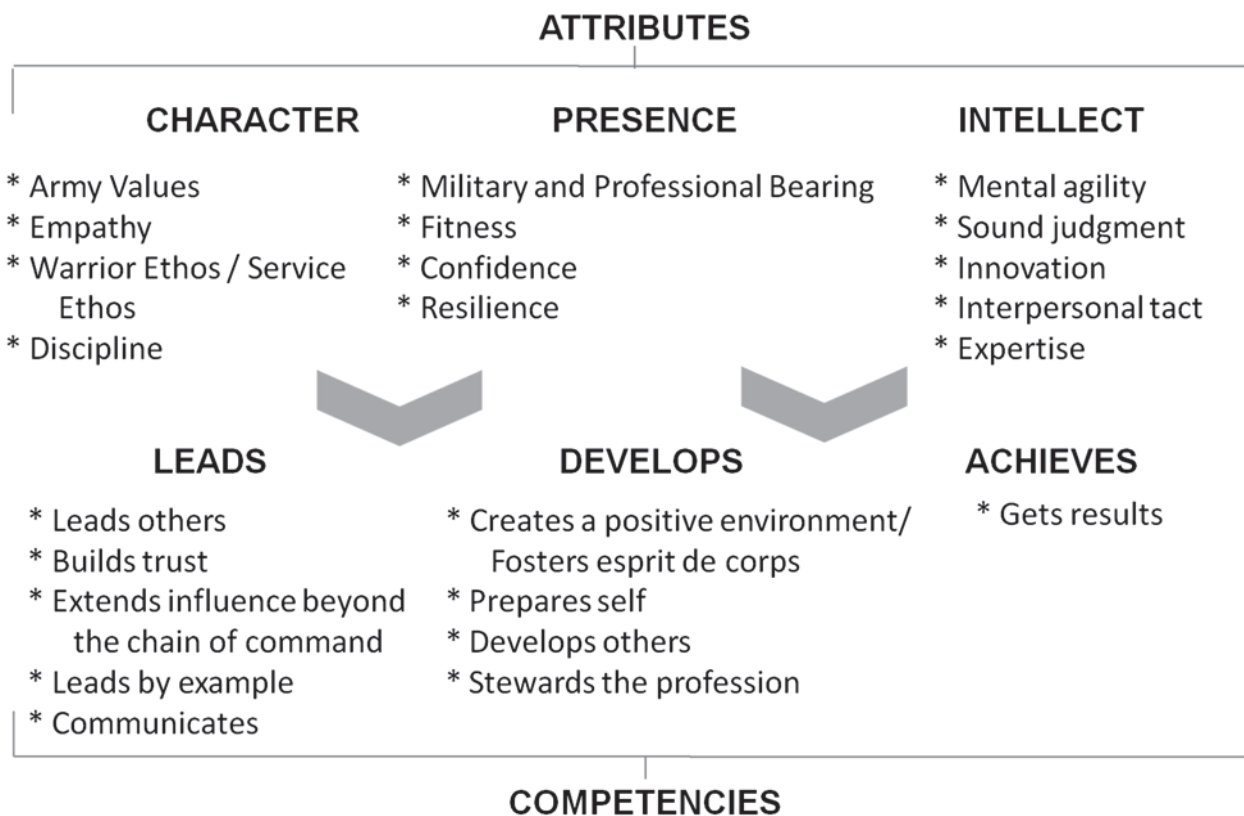 ATTRIBUTES
CHARACTER
* Army Values
* Empathy
* Warrior Ethos / Service
Ethos
* Discipline
PRESENCE
* Military and Professional Bearing
* Fitness
* Confidence
* Resilience
INTELLECT
* Mental agility
* Sound judgment
* Innovation
* Interpersonal tact
* Expertise
LEADS
* Leads others
* Builds trust
* Extends influence beyond
the chain of command
* Leads by example
* Communicates
DEVELOPS
* Creates a positive environment/
Fosters esprit de corps
* Prepares self
* Develops others
* Stewards the profession
ACHIEVES
* Gets results
COMPETENCIES